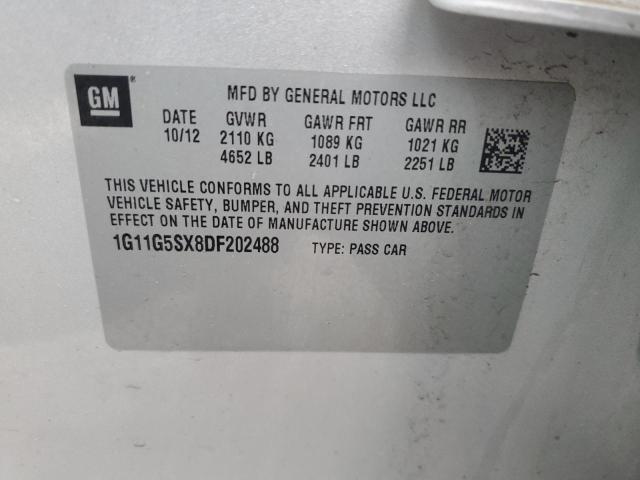 GM
MFD BY GENERAL MOTORS LLC
DATE GVWR GAWR FRT GAWR RR
10/12 2110 KG 1089 KG 1021 KG
4652 LB 2401 LB 2251 LB
THIS VEHICLE CONFORMS TO ALL APPLICABLE U.S. FEDERAL MOTOR
VEHICLE SAFETY, BUMPER, AND THEFT PREVENTION STANDARDS IN
EFFECT ON THE DATE OF MANUFACTURE SHOWN ABOVE.
1G11G5SX8DF202488 TYPE: PASS CAR